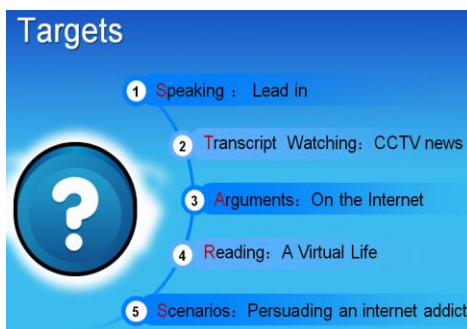 Targets
1 Speaking : Lead in
2 Transcript Watching: CCTV news
3 Arguments: On the Internet
4 Reading: A Virtual Life
5 Scenarios: Persuading an internet addict
?